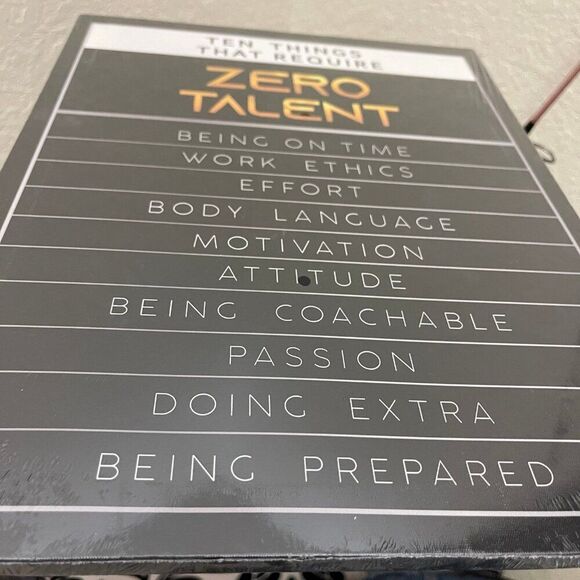 TEN THINGS
THAT REQUIRE
ZERO
TALENT
BEING ON TIME
WORK ETHICS
EFFORT
BODY LANGUAGE
MOTIVATION
ATTITUDE
BEING COACHABLE
PASSION
DOING EXTRA
BEING PREPARED